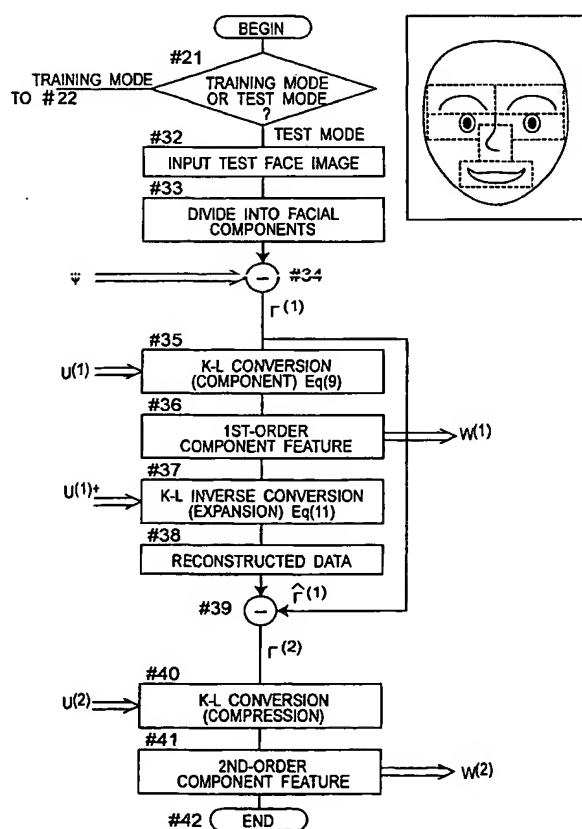 BEGIN
#21
TRAINING MODE
TO #22
TRAINING MODE
OR TEST MODE
?
TEST MODE
#32
INPUT TEST FACE IMAGE
#33
DIVIDE INTO FACIAL
COMPONENTS
Ψ
− #34
Γ(1)
#35
U(1)
K-L CONVERSION
(COMPONENT) Eq(9)
#36
1ST-ORDER
COMPONENT FEATURE
W(1)
#37
U(1)+
K-L INVERSE CONVERSION
(EXPANSION) Eq(11)
#38
RECONSTRUCTED DATA
Γ̂(1)
#39 −
Γ(2)
#40
U(2)
K-L CONVERSION
(COMPRESSION)
#41
2ND-ORDER
COMPONENT FEATURE
W(2)
#42 END